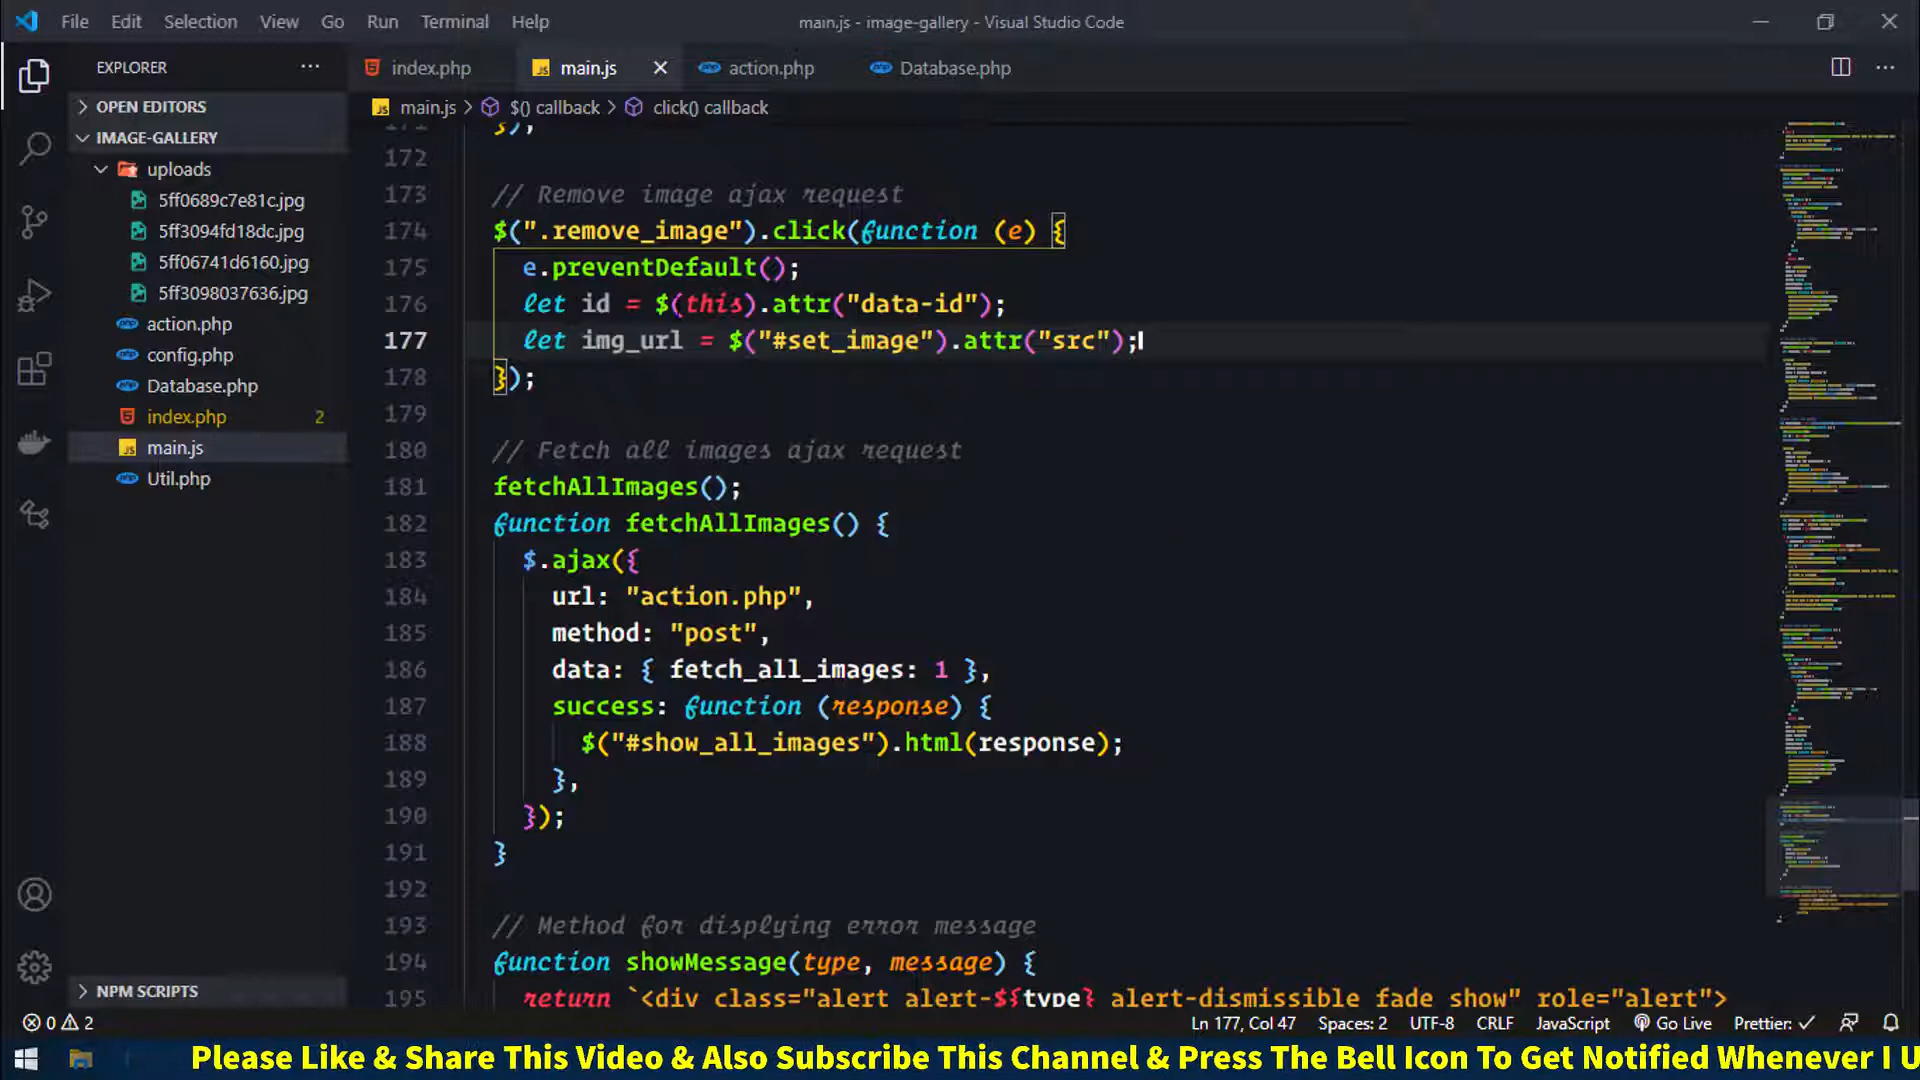 File Edit Selection View Go Run Terminal Help main.js - image-gallery - Visual Studio Code
EXPLORER
OPEN EDITORS
IMAGE-GALLERY
uploads
5ff0689c7e81c.jpg
5ff3094fd18dc.jpg
5ff06741d6160.jpg
5ff3098037636.jpg
action.php
config.php
Database.php
index.php 2
main.js
Util.php
NPM SCRIPTS
index.php main.js action.php Database.php
main.js > $() callback > click() callback
171 });
172
173 // Remove image ajax request
174 $(".remove_image").click(function (e) {
175 e.preventDefault();
176 let id = $(this).attr("data-id");
177 let img_url = $("#set_image").attr("src");
178 });
179
180 // Fetch all images ajax request
181 fetchAllImages();
182 function fetchAllImages() {
183 $.ajax({
184 url: "action.php",
185 method: "post",
186 data: { fetch_all_images: 1 },
187 success: function (response) {
188 $("#show_all_images").html(response);
189 },
190 });
191 }
192
193 // Method for displying error message
194 function showMessage(type, message) {
195 return `<div class="alert alert-${type} alert-dismissible fade show" role="alert">
0 2 Ln 177, Col 47 Spaces: 2 UTF-8 CRLF JavaScript Go Live Prettier: ✓
Please Like & Share This Video & Also Subscribe This Channel & Press The Bell Icon To Get Notified Whenever I U